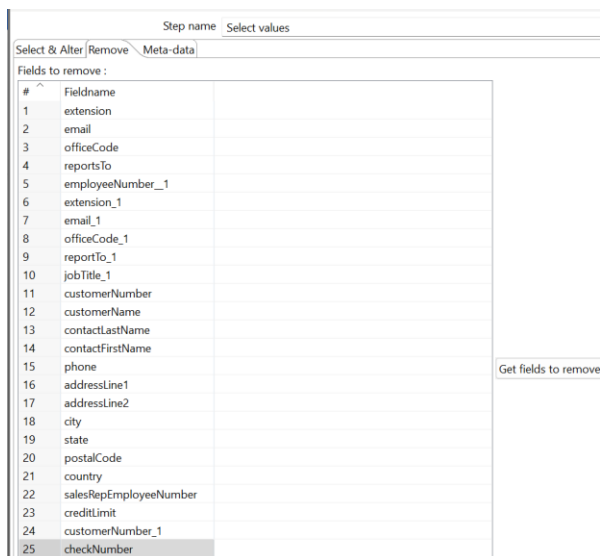 Step name Select values
Select & Alter Remove Meta-data
Fields to remove :
# Fieldname
1 extension
2 email
3 officeCode
4 reportsTo
5 employeeNumber__1
6 extension_1
7 email_1
8 officeCode_1
9 reportTo_1
10 jobTitle_1
11 customerNumber
12 customerName
13 contactLastName
14 contactFirstName
15 phone
Get fields to remove
16 addressLine1
17 addressLine2
18 city
19 state
20 postalCode
21 country
22 salesRepEmployeeNumber
23 creditLimit
24 customerNumber_1
25 checkNumber